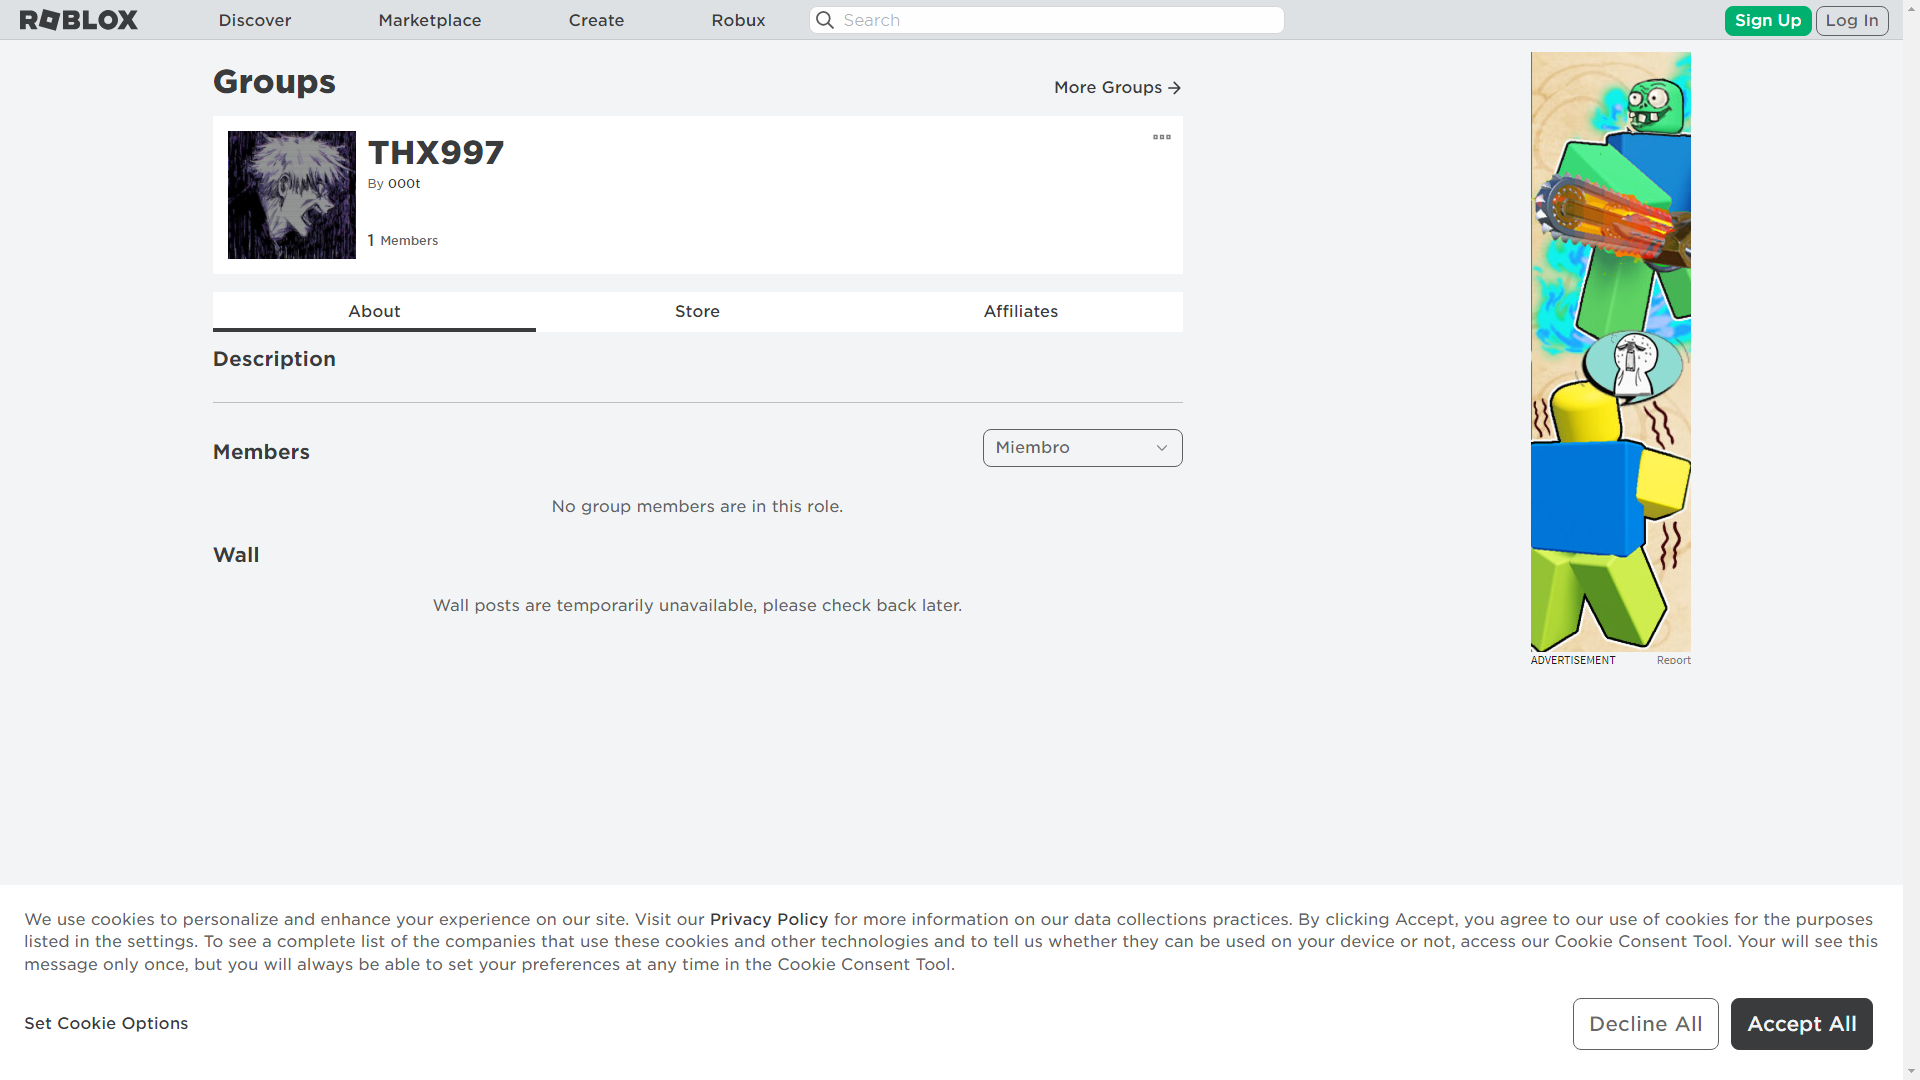 ROBLOX Discover Marketplace Create Robux Search Sign Up Log In
Groups
More Groups
THX997
By 000t
1 Members
About Store Affiliates
Description
Members
Miembro
No group members are in this role.
Wall
Wall posts are temporarily unavailable, please check back later.
ADVERTISEMENT Report
We use cookies to personalize and enhance your experience on our site. Visit our Privacy Policy for more information on our data collections practices. By clicking Accept, you agree to our use of cookies for the purposes
listed in the settings. To see a complete list of the companies that use these cookies and other technologies and to tell us whether they can be used on your device or not, access our Cookie Consent Tool. Your will see this
message only once, but you will always be able to set your preferences at any time in the Cookie Consent Tool.
Set Cookie Options
Decline All
Accept All